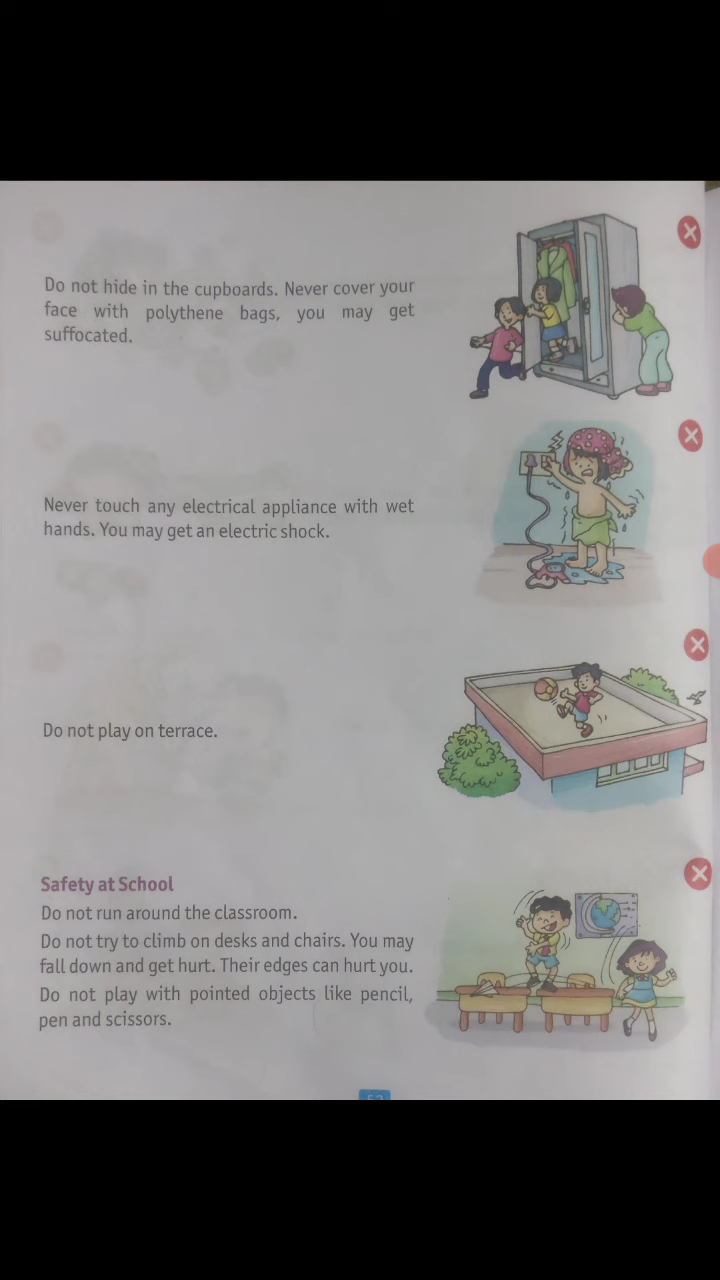 Do not hide in the cupboards. Never cover your
face with polythene bags, you may get
suffocated.
Never touch any electrical appliance with wet
hands. You may get an electric shock.
Do not play on terrace.
Safety at School
Do not run around the classroom.
Do not try to climb on desks and chairs. You may
fall down and get hurt. Their edges can hurt you.
Do not play with pointed objects like pencil,
pen and scissors.